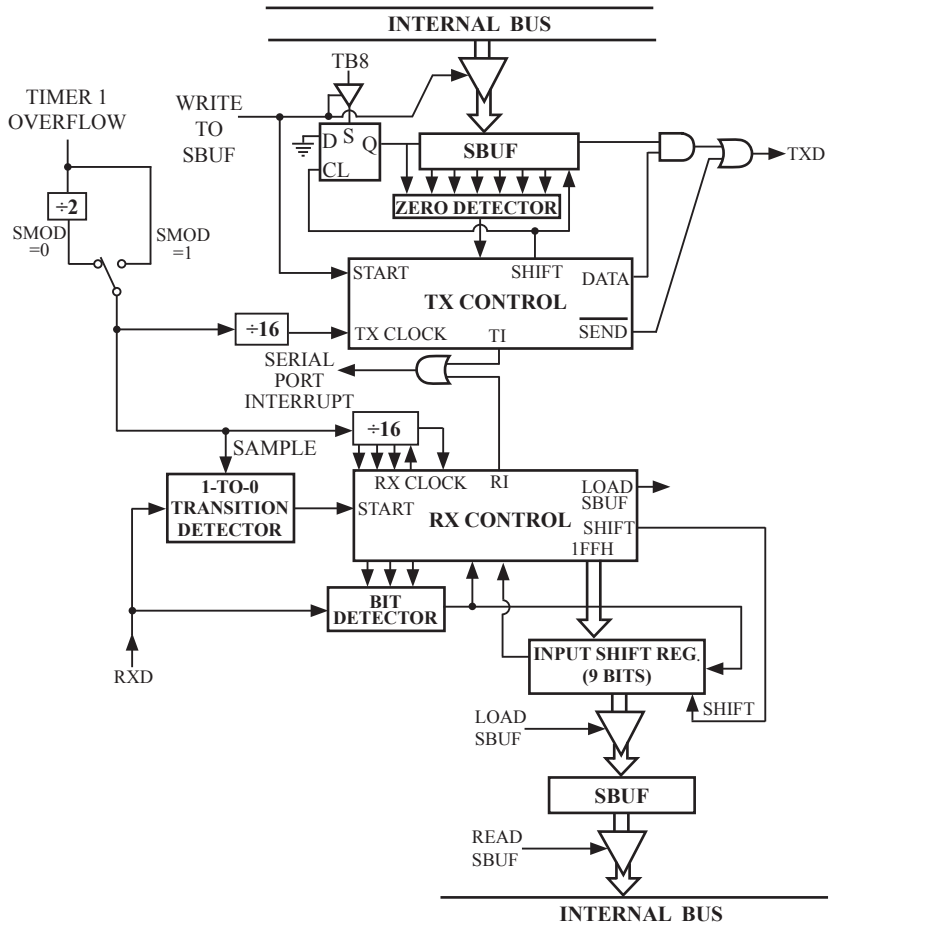 INTERNAL BUS
TB8
TIMER 1
OVERFLOW
WRITE
TO
SBUF
D S Q
CL
SBUF
TXD
ZERO DETECTOR
÷2
SMOD
=0
SMOD
=1
START
SHIFT
DATA
TX CONTROL
÷16
TX CLOCK
TI
SEND
SERIAL
PORT
INTERRUPT
÷16
SAMPLE
1-TO-0
TRANSITION
DETECTOR
RX CLOCK
RI
START
RX CONTROL
LOAD
SBUF
SHIFT
1FFH
BIT
DETECTOR
RXD
INPUT SHIFT REG.
(9 BITS)
SHIFT
LOAD
SBUF
SBUF
READ
SBUF
INTERNAL BUS